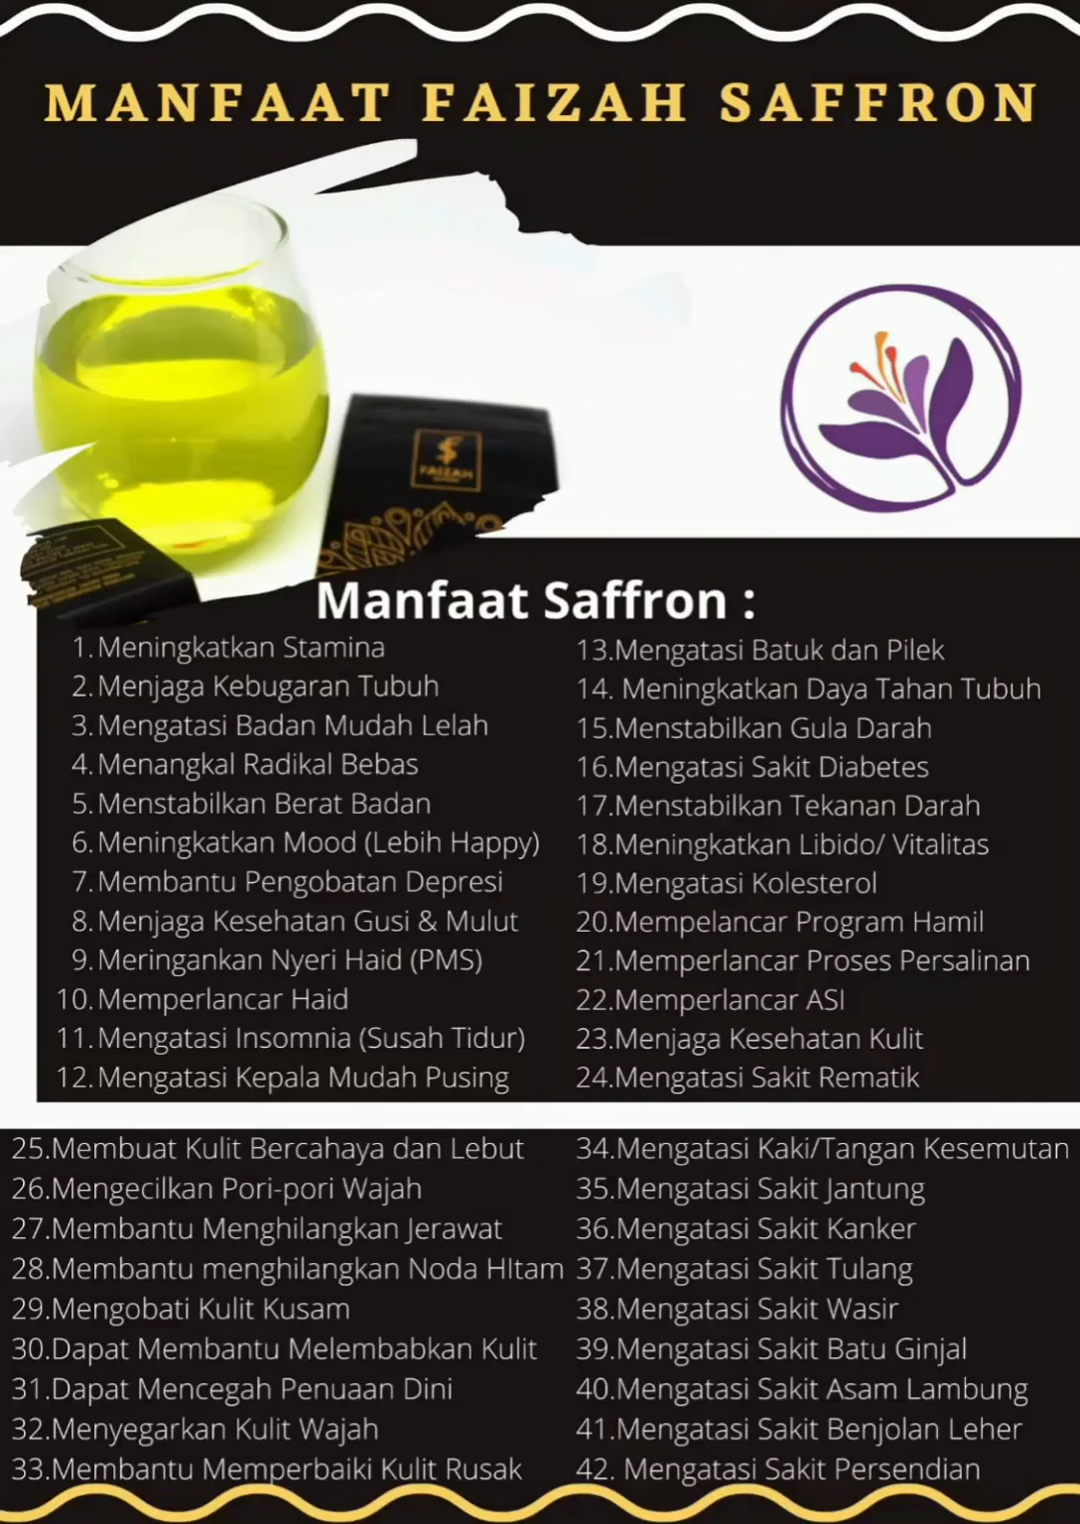 MANFAAT FAIZAH SAFFRON
FAIZAH
Manfaat Saffron :
1. Meningkatkan Stamina
2. Menjaga Kebugaran Tubuh
3. Mengatasi Badan Mudah Lelah
4. Menangkal Radikal Bebas
5. Menstabilkan Berat Badan
6. Meningkatkan Mood (Lebih Happy)
7. Membantu Pengobatan Depresi
8. Menjaga Kesehatan Gusi & Mulut
9. Meringankan Nyeri Haid (PMS)
10. Memperlancar Haid
11. Mengatasi Insomnia (Susah Tidur)
12. Mengatasi Kepala Mudah Pusing
13.Mengatasi Batuk dan Pilek
14. Meningkatkan Daya Tahan Tubuh
15.Menstabilkan Gula Darah
16.Mengatasi Sakit Diabetes
17.Menstabilkan Tekanan Darah
18.Meningkatkan Libido/ Vitalitas
19.Mengatasi Kolesterol
20.Mempelancar Program Hamil
21.Memperlancar Proses Persalinan
22.Memperlancar ASI
23.Menjaga Kesehatan Kulit
24.Mengatasi Sakit Rematik
25.Membuat Kulit Bercahaya dan Lebut
26.Mengecilkan Pori-pori Wajah
27.Membantu Menghilangkan Jerawat
28.Membantu menghilangkan Noda HItam
29.Mengobati Kulit Kusam
30.Dapat Membantu Melembabkan Kulit
31.Dapat Mencegah Penuaan Dini
32.Menyegarkan Kulit Wajah
33.Membantu Memperbaiki Kulit Rusak
34.Mengatasi Kaki/Tangan Kesemutan
35.Mengatasi Sakit Jantung
36.Mengatasi Sakit Kanker
37.Mengatasi Sakit Tulang
38.Mengatasi Sakit Wasir
39.Mengatasi Sakit Batu Ginjal
40.Mengatasi Sakit Asam Lambung
41.Mengatasi Sakit Benjolan Leher
42. Mengatasi Sakit Persendian